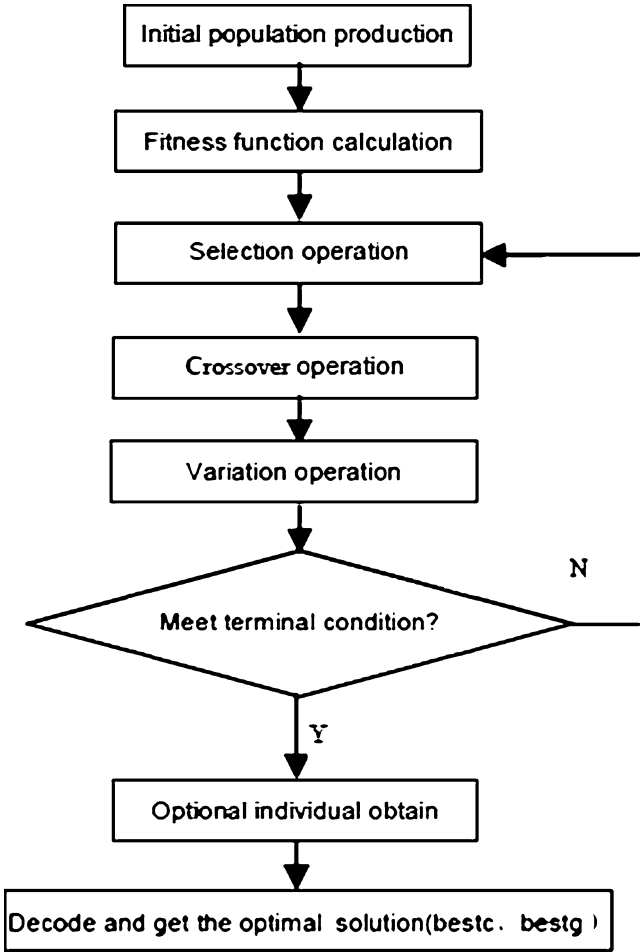 Initial population production
Fitness function calculation
Selection operation
Crossover operation
Variation operation
Meet terminal condition?
N
Y
Optional individual obtain
Decode and get the optimal solution(bestc. bestg )